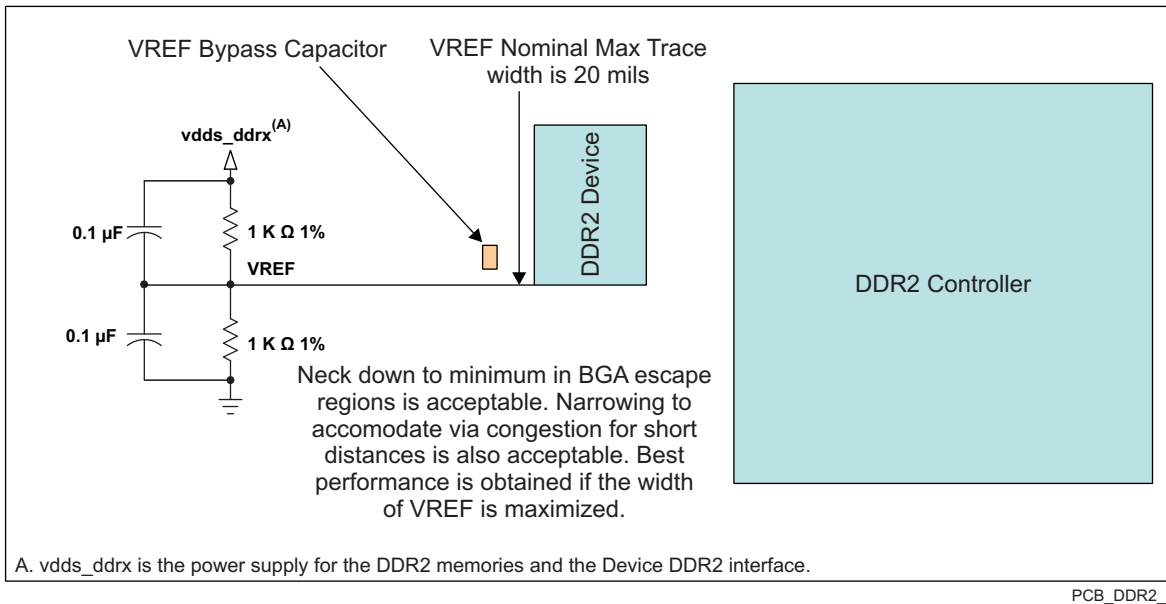 VREF Bypass Capacitor
VREF Nominal Max Trace
width is 20 mils
vdds_ddrx(A)
0.1 µF
1 K Ω 1%
VREF
0.1 µF
1 K Ω 1%
DDR2 Device
DDR2 Controller
Neck down to minimum in BGA escape
regions is acceptable. Narrowing to
accomodate via congestion for short
distances is also acceptable. Best
performance is obtained if the width
of VREF is maximized.
A. vdds_ddrx is the power supply for the DDR2 memories and the Device DDR2 interface.
PCB_DDR2_